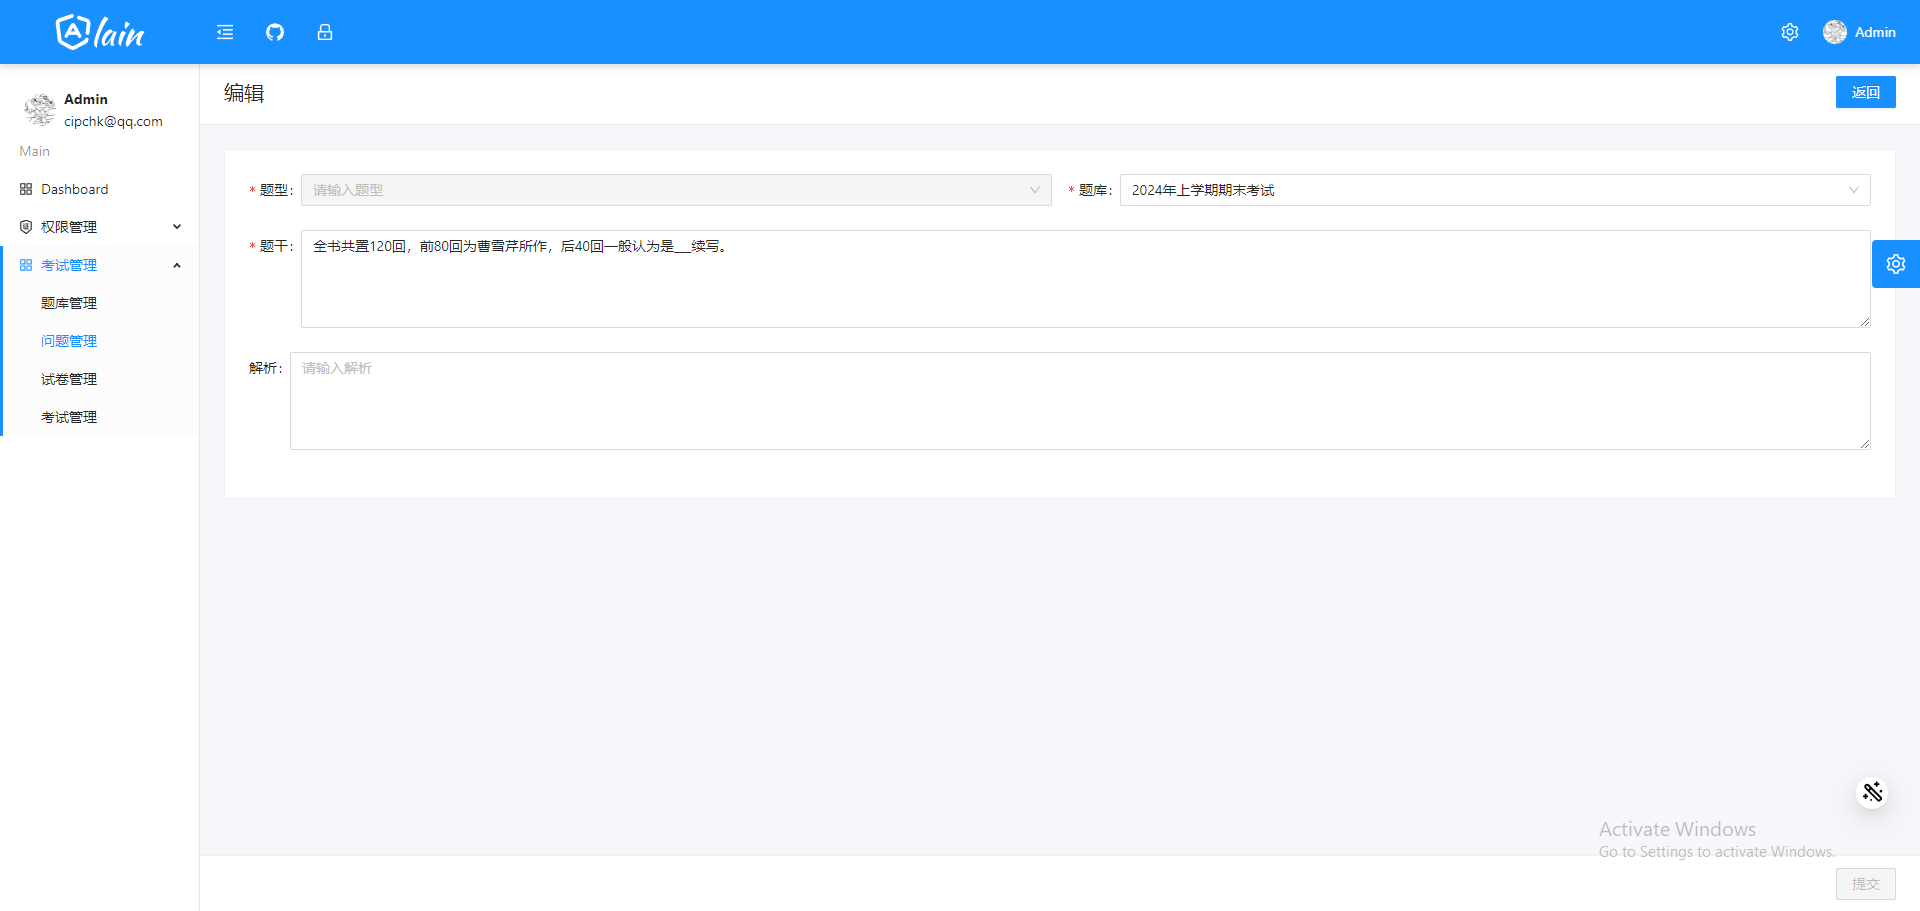 Alain
Admin
Admin
cipchk@qq.com
Main
Dashboard
权限管理
考试管理
题库管理
问题管理
试卷管理
考试管理
编辑
返回
* 题型： 请输入题型
* 题库： 2024年上学期期末考试
* 题干： 全书共置120回，前80回为曹雪芹所作，后40回一般认为是___续写。
解析： 请输入解析
Activate Windows
Go to Settings to activate Windows.
提交